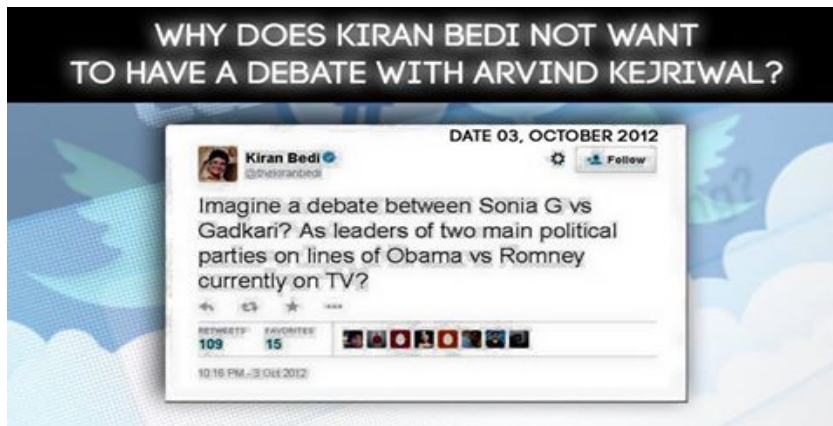 WHY DOES KIRAN BEDI NOT WANT
TO HAVE A DEBATE WITH ARVIND KEJRIWAL?
DATE 03, OCTOBER 2012
Kiran Bedi
@thekiranbedi
Follow
Imagine a debate between Sonia G vs
Gadkari? As leaders of two main political
parties on lines of Obama vs Romney
currently on TV?
RETWEETS FAVORITES
109 15
10:16 PM - 3 Oct 2012